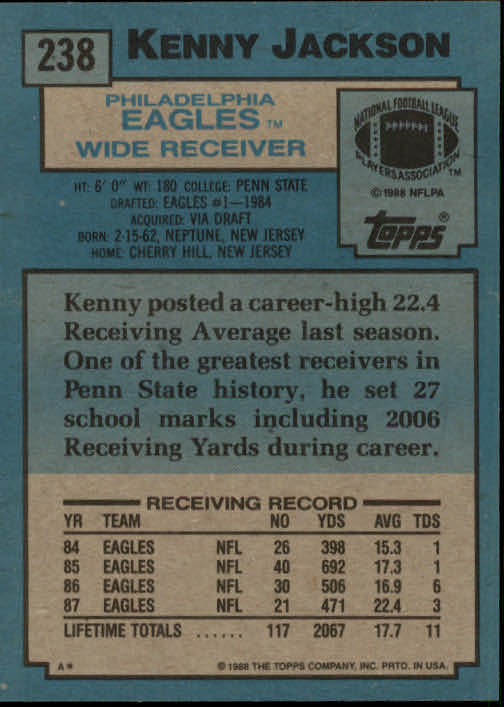 238
KENNY JACKSON
PHILADELPHIA
EAGLES TM
WIDE RECEIVER
NATIONAL FOOTBALL LEAGUE
PLAYERS ASSOCIATION TM
© 1988 NFLPA
topps®
HT: 6' 0" WT: 180 COLLEGE: PENN STATE
DRAFTED: EAGLES #1—1984
ACQUIRED: VIA DRAFT
BORN: 2-15-62, NEPTUNE, NEW JERSEY
HOME: CHERRY HILL, NEW JERSEY
Kenny posted a career-high 22.4
Receiving Average last season.
One of the greatest receivers in
Penn State history, he set 27
school marks including 2006
Receiving Yards during career.
RECEIVING RECORD
YR TEAM NO YDS AVG TDS
84 EAGLES NFL 26 398 15.3 1
85 EAGLES NFL 40 692 17.3 1
86 EAGLES NFL 30 506 16.9 6
87 EAGLES NFL 21 471 22.4 3
LIFETIME TOTALS ...... 117 2067 17.7 11
A* © 1988 THE TOPPS COMPANY, INC. PRTD. IN USA.